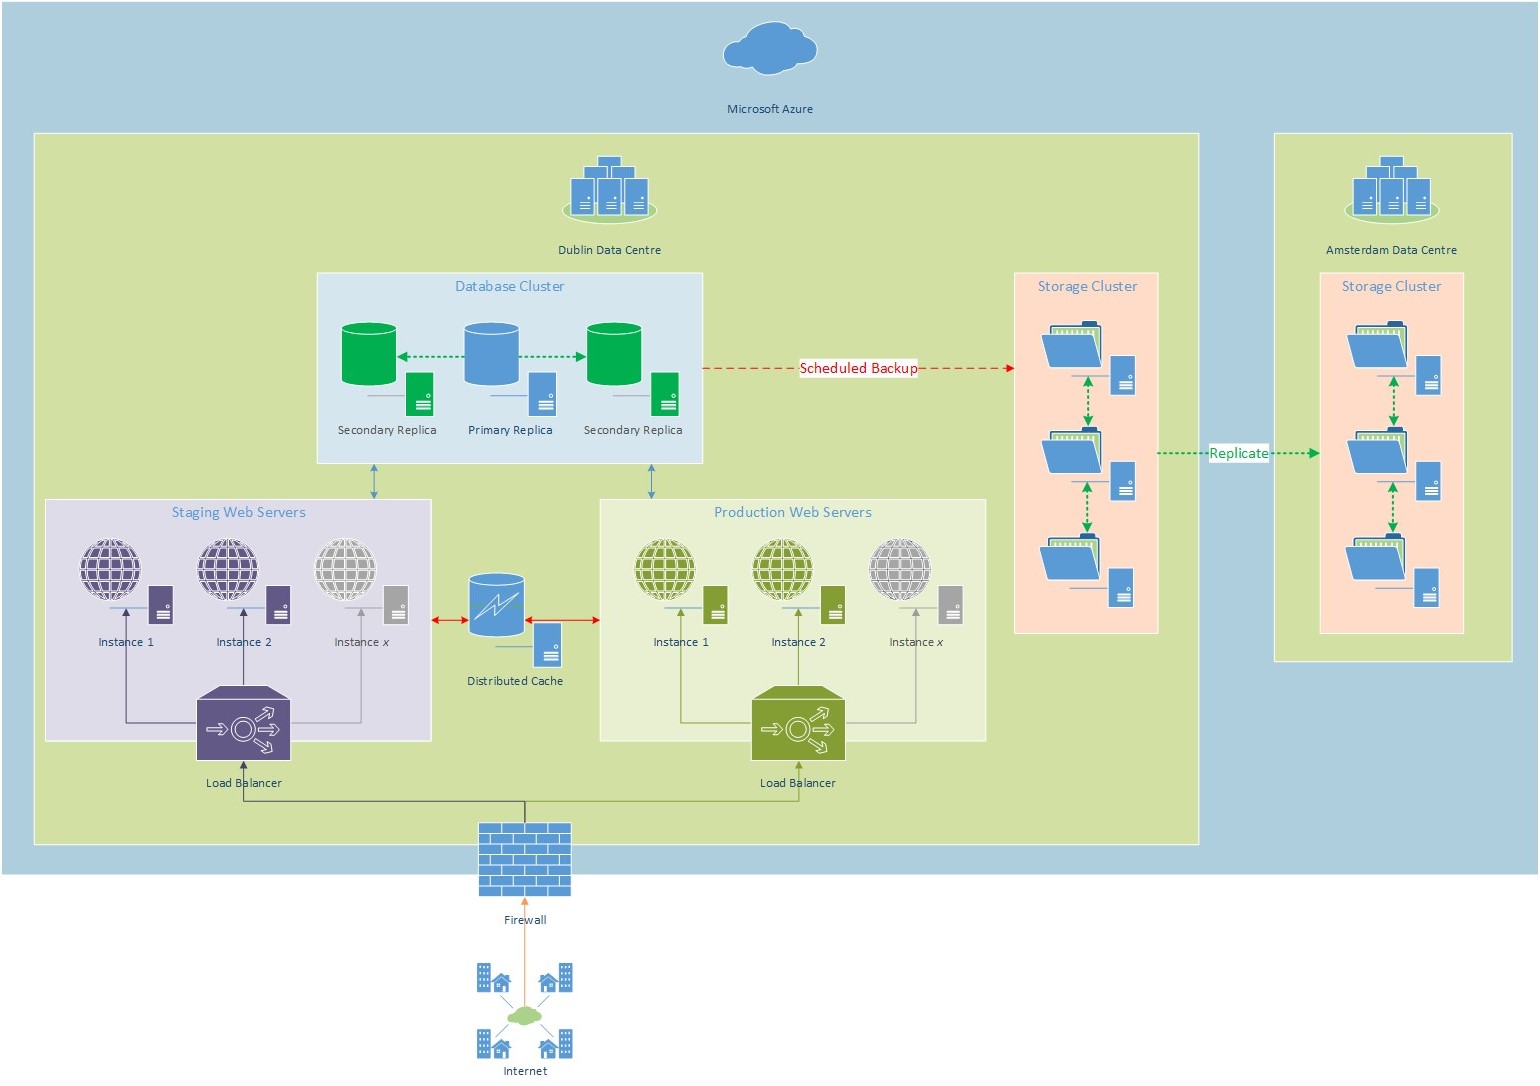 Microsoft Azure
Dublin Data Centre
Amsterdam Data Centre
Database Cluster
Storage Cluster
Storage Cluster
Scheduled Backup
Secondary Replica
Primary Replica
Secondary Replica
Replicate
Staging Web Servers
Production Web Servers
Instance 1
Instance 2
Instance x
Instance 1
Instance 2
Instance x
Distributed Cache
Load Balancer
Load Balancer
Firewall
Internet